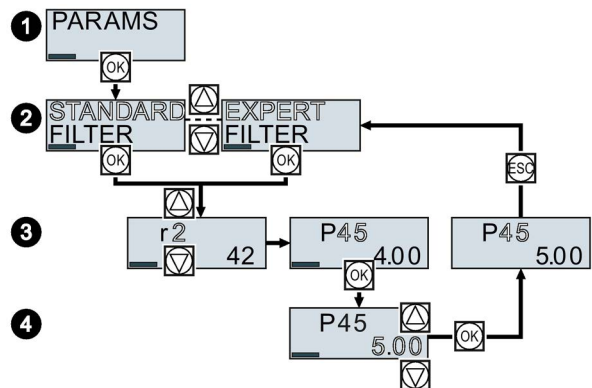 1
PARAMS
OK
2
STANDARD
FILTER
OK
EXPERT
FILTER
OK
ESC
3
r2
42
P45
4.00
OK
P45
5.00
4
P45
5.00
OK